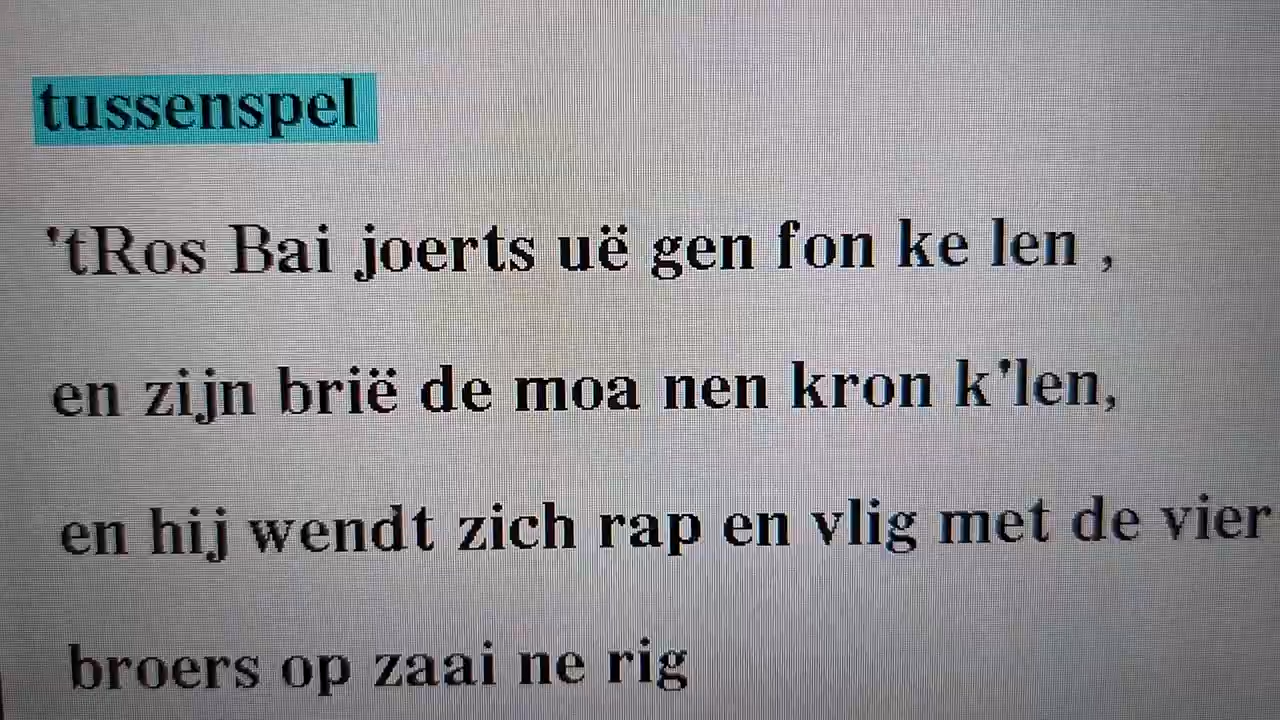 tussenspel
'tRos Bai joerts uë gen fon ke len ,
en zijn brië de moa nen kron k'len,
en hij wendt zich rap en vlig met de vier
broers op zaai ne rig